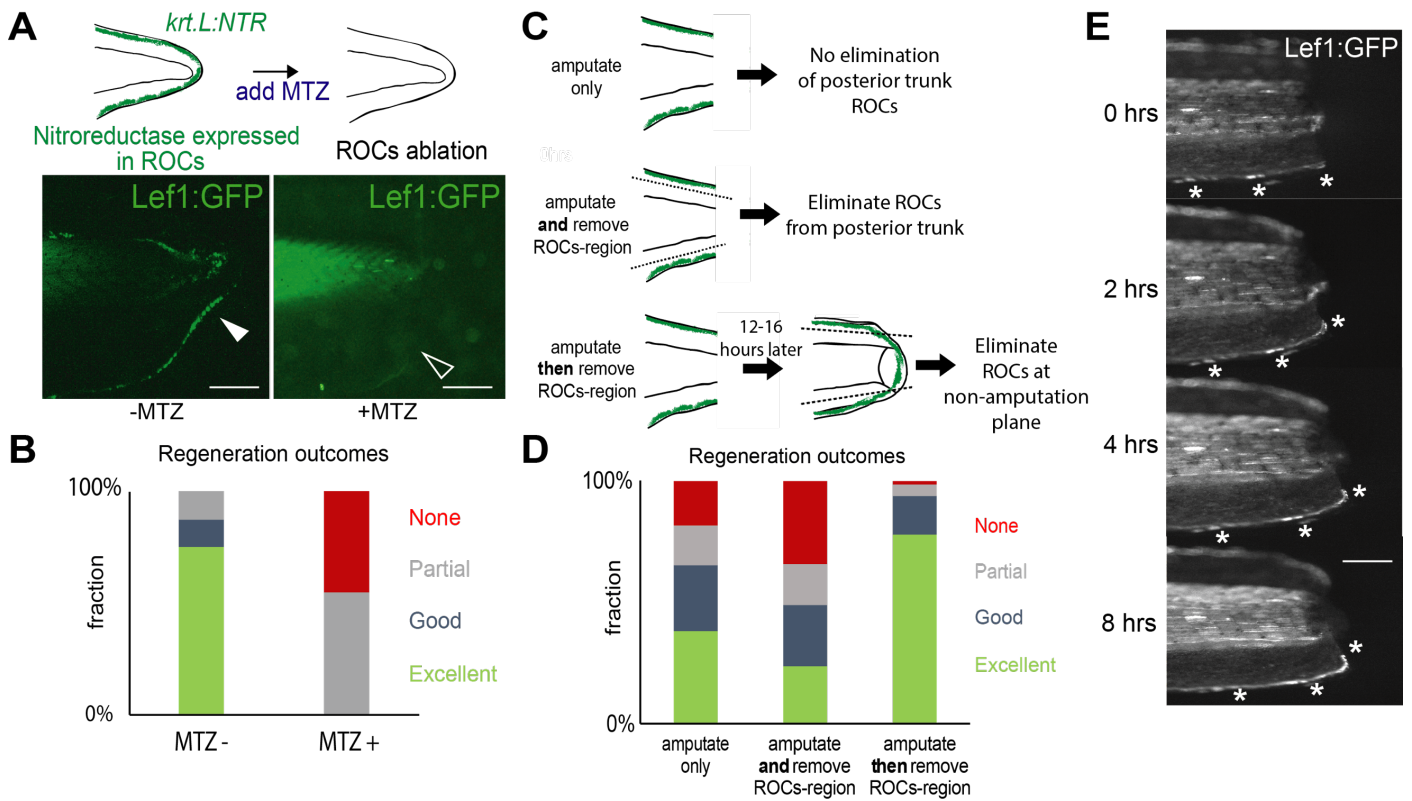 A
krt.L:NTR
add MTZ
Nitroreductase expressed
in ROCs
ROCs ablation
Lef1:GFP
Lef1:GFP
-MTZ
+MTZ
B
Regeneration outcomes
100%
fraction
0%
MTZ -
MTZ +
None
Partial
Good
Excellent
C
amputate
only
No elimination
of posterior trunk
ROCs
0hrs
amputate
and remove
ROCs-region
Eliminate ROCs
from posterior trunk
amputate
then remove
ROCs-region
12-16
hours later
Eliminate
ROCs at
non-amputation
plane
D
Regeneration outcomes
100%
fraction
0%
amputate
only
amputate
and remove
ROCs-region
amputate
then remove
ROCs-region
None
Partial
Good
Excellent
E
Lef1:GFP
0 hrs
* * *
2 hrs
* * *
4 hrs
* * *
8 hrs
* * *